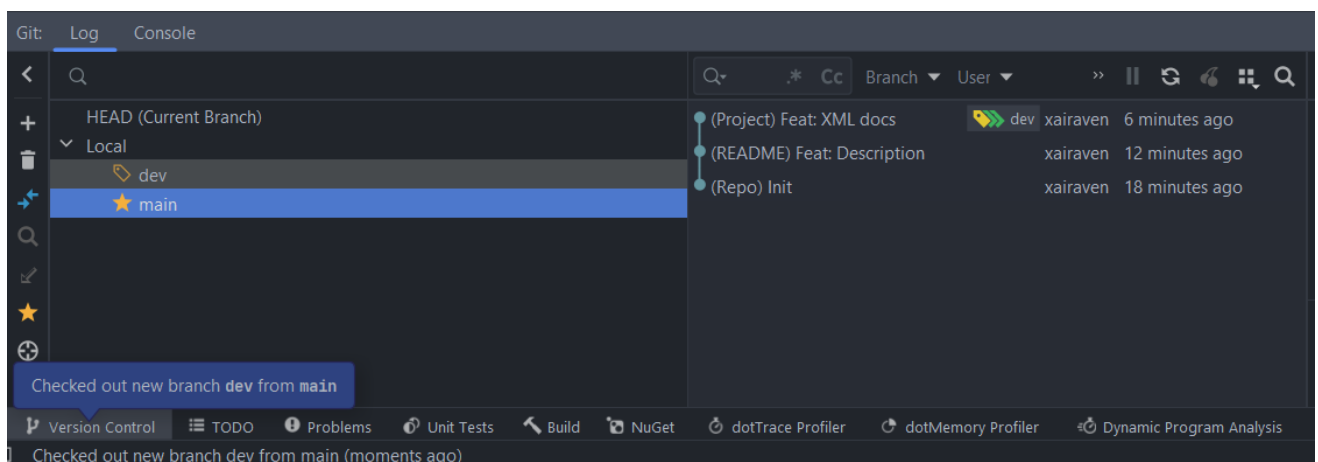 Git: Log Console
.* Cc Branch User
HEAD (Current Branch)
Local
dev
main
(Project) Feat: XML docs dev xairaven 6 minutes ago
(README) Feat: Description xairaven 12 minutes ago
(Repo) Init xairaven 18 minutes ago
Checked out new branch dev from main
Version Control TODO Problems Unit Tests Build NuGet dotTrace Profiler dotMemory Profiler Dynamic Program Analysis
Checked out new branch dev from main (moments ago)